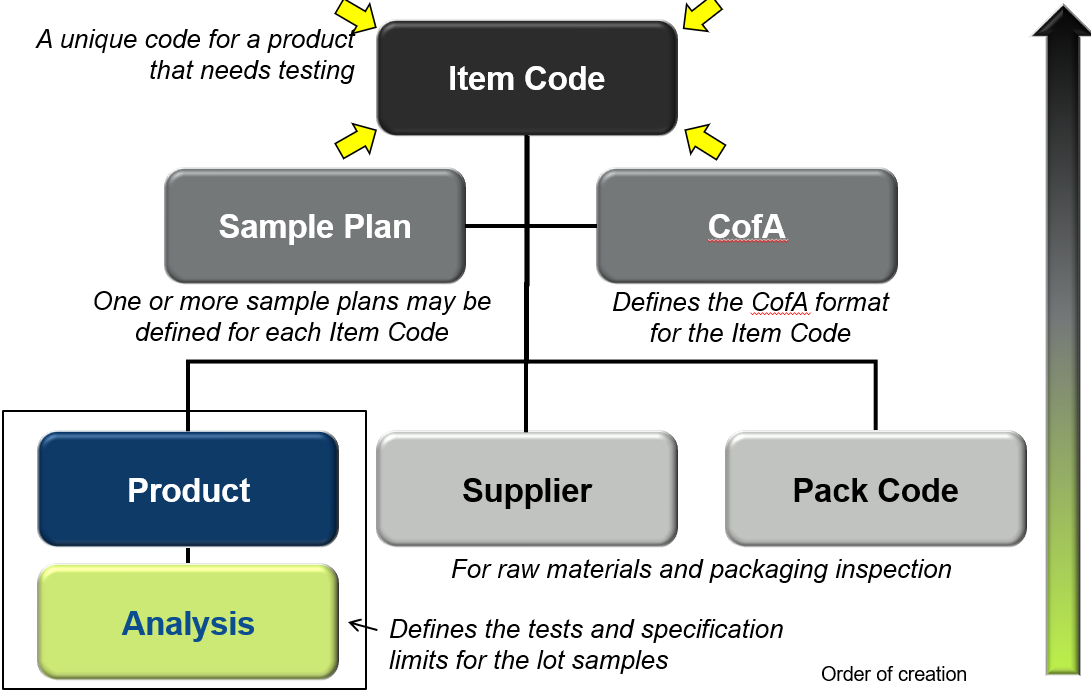 A unique code for a product
that needs testing
Item Code
Sample Plan
CofA
One or more sample plans may be
defined for each Item Code
Defines the CofA format
for the Item Code
Product
Supplier
Pack Code
For raw materials and packaging inspection
Analysis
Defines the tests and specification
limits for the lot samples
Order of creation